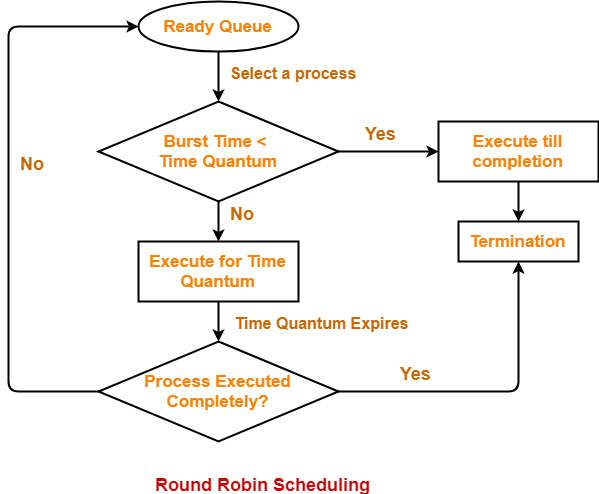 Ready Queue
Select a process
Burst Time <
Time Quantum
Yes
Execute till
completion
No
No
Termination
Execute for Time
Quantum
Time Quantum Expires
Process Executed
Completely?
Yes
Round Robin Scheduling